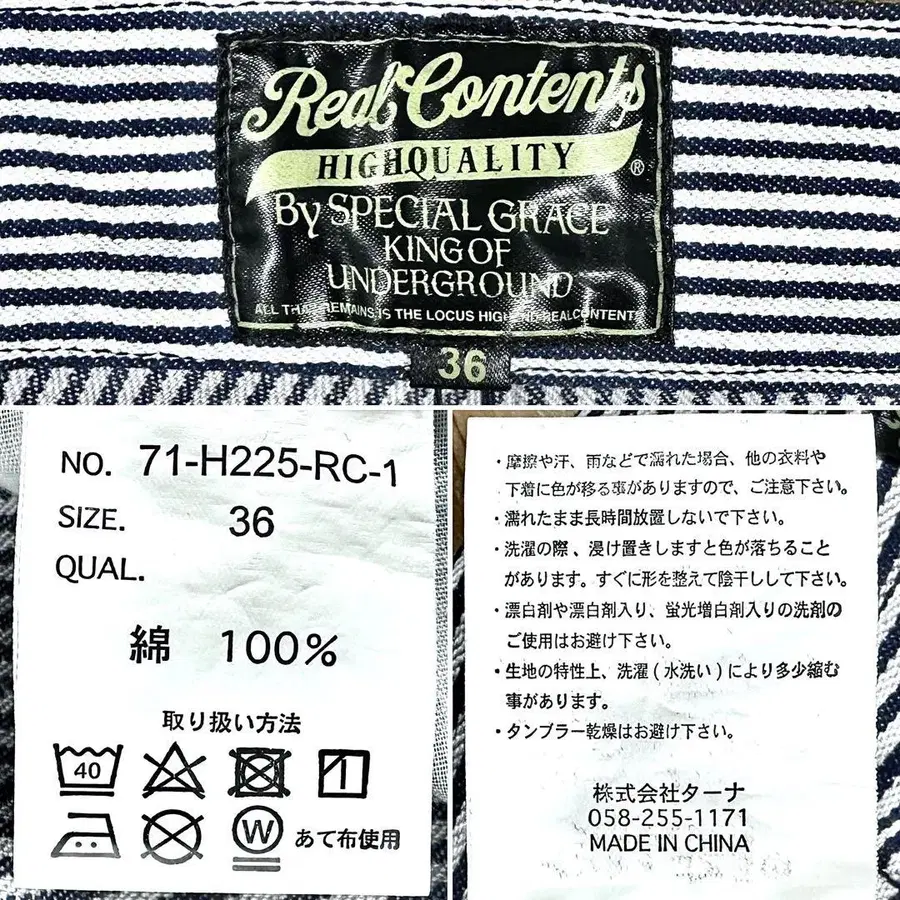 Real Contents
HIGHQUALITY
®
By SPECIAL GRACE
KING OF
UNDERGROUND
ALL THAT REMAINS IS THE LOCUS HIGH END REALCONTENTS
36
NO. 71-H225-RC-1
SIZE. 36
QUAL.
綿 100%
取り扱い方法
40
W あて布使用
・摩擦や汗、雨などで濡れた場合、他の衣料や
下着に色が移る事がありますので、ご注意下さい。
・濡れたまま長時間放置しないで下さい。
・洗濯の際、浸け置きしますと色が落ちること
があります。すぐに形を整えて陰干しして下さい。
・漂白剤や漂白剤入り、蛍光増白剤入りの洗剤の
ご使用はお避け下さい。
・生地の特性上、洗濯(水洗い)により多少縮む
事があります。
・タンブラー乾燥はお避け下さい。
株式会社ターナ
058-255-1171
MADE IN CHINA